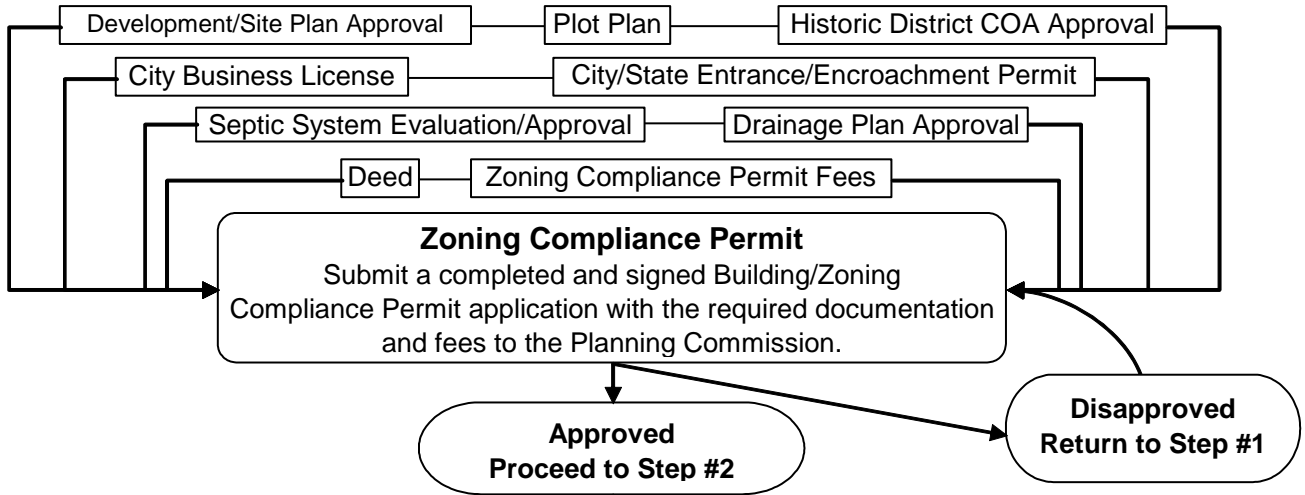 Development/Site Plan Approval
Plot Plan
Historic District COA Approval
City Business License
City/State Entrance/Encroachment Permit
Septic System Evaluation/Approval
Drainage Plan Approval
Deed
Zoning Compliance Permit Fees
Zoning Compliance Permit
Submit a completed and signed Building/Zoning
Compliance Permit application with the required documentation
and fees to the Planning Commission.
Approved
Proceed to Step #2
Disapproved
Return to Step #1